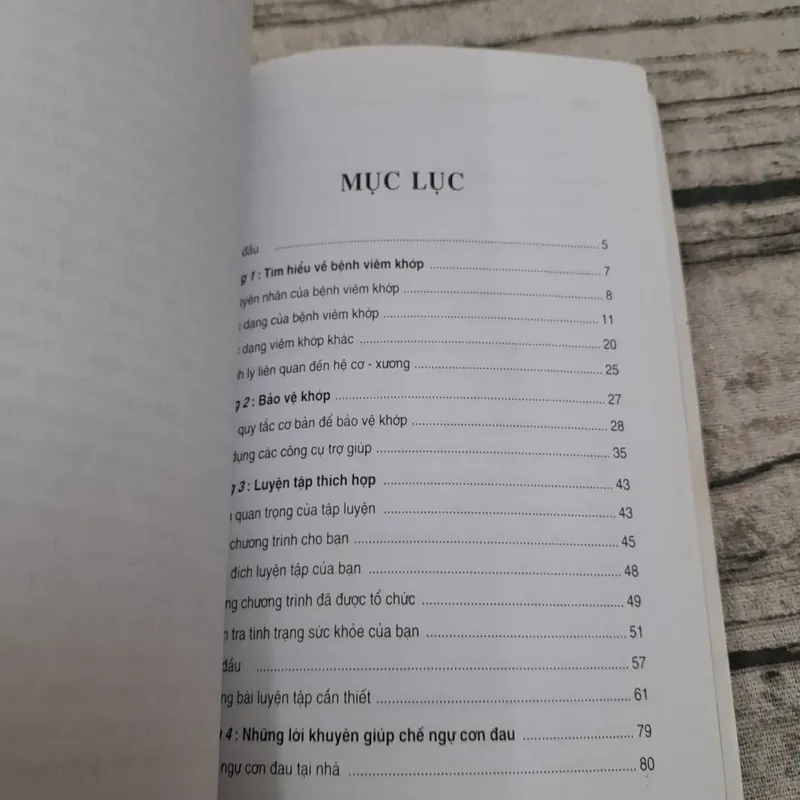 MỤC LỤC
đầu ........ 5
1: Tìm hiểu về bệnh viêm khớp ........ 7
nhân của bệnh viêm khớp ........ 8
dạng của bệnh viêm khớp ........ 11
dạng viêm khớp khác ........ 20
lý liên quan đến hệ cơ - xương ........ 25
2: Bảo vệ khớp ........ 27
quy tắc cơ bản để bảo vệ khớp ........ 28
dụng các công cụ trợ giúp ........ 35
3: Luyện tập thích hợp ........ 43
quan trọng của tập luyện ........ 43
chương trình cho bạn ........ 45
đích luyện tập của bạn ........ 48
chương trình đã được tổ chức ........ 49
tra tình trạng sức khỏe của bạn ........ 51
đầu ........ 57
bài luyện tập cần thiết ........ 61
4: Những lời khuyên giúp chế ngự cơn đau ........ 79
ngự cơn đau tại nhà ........ 80